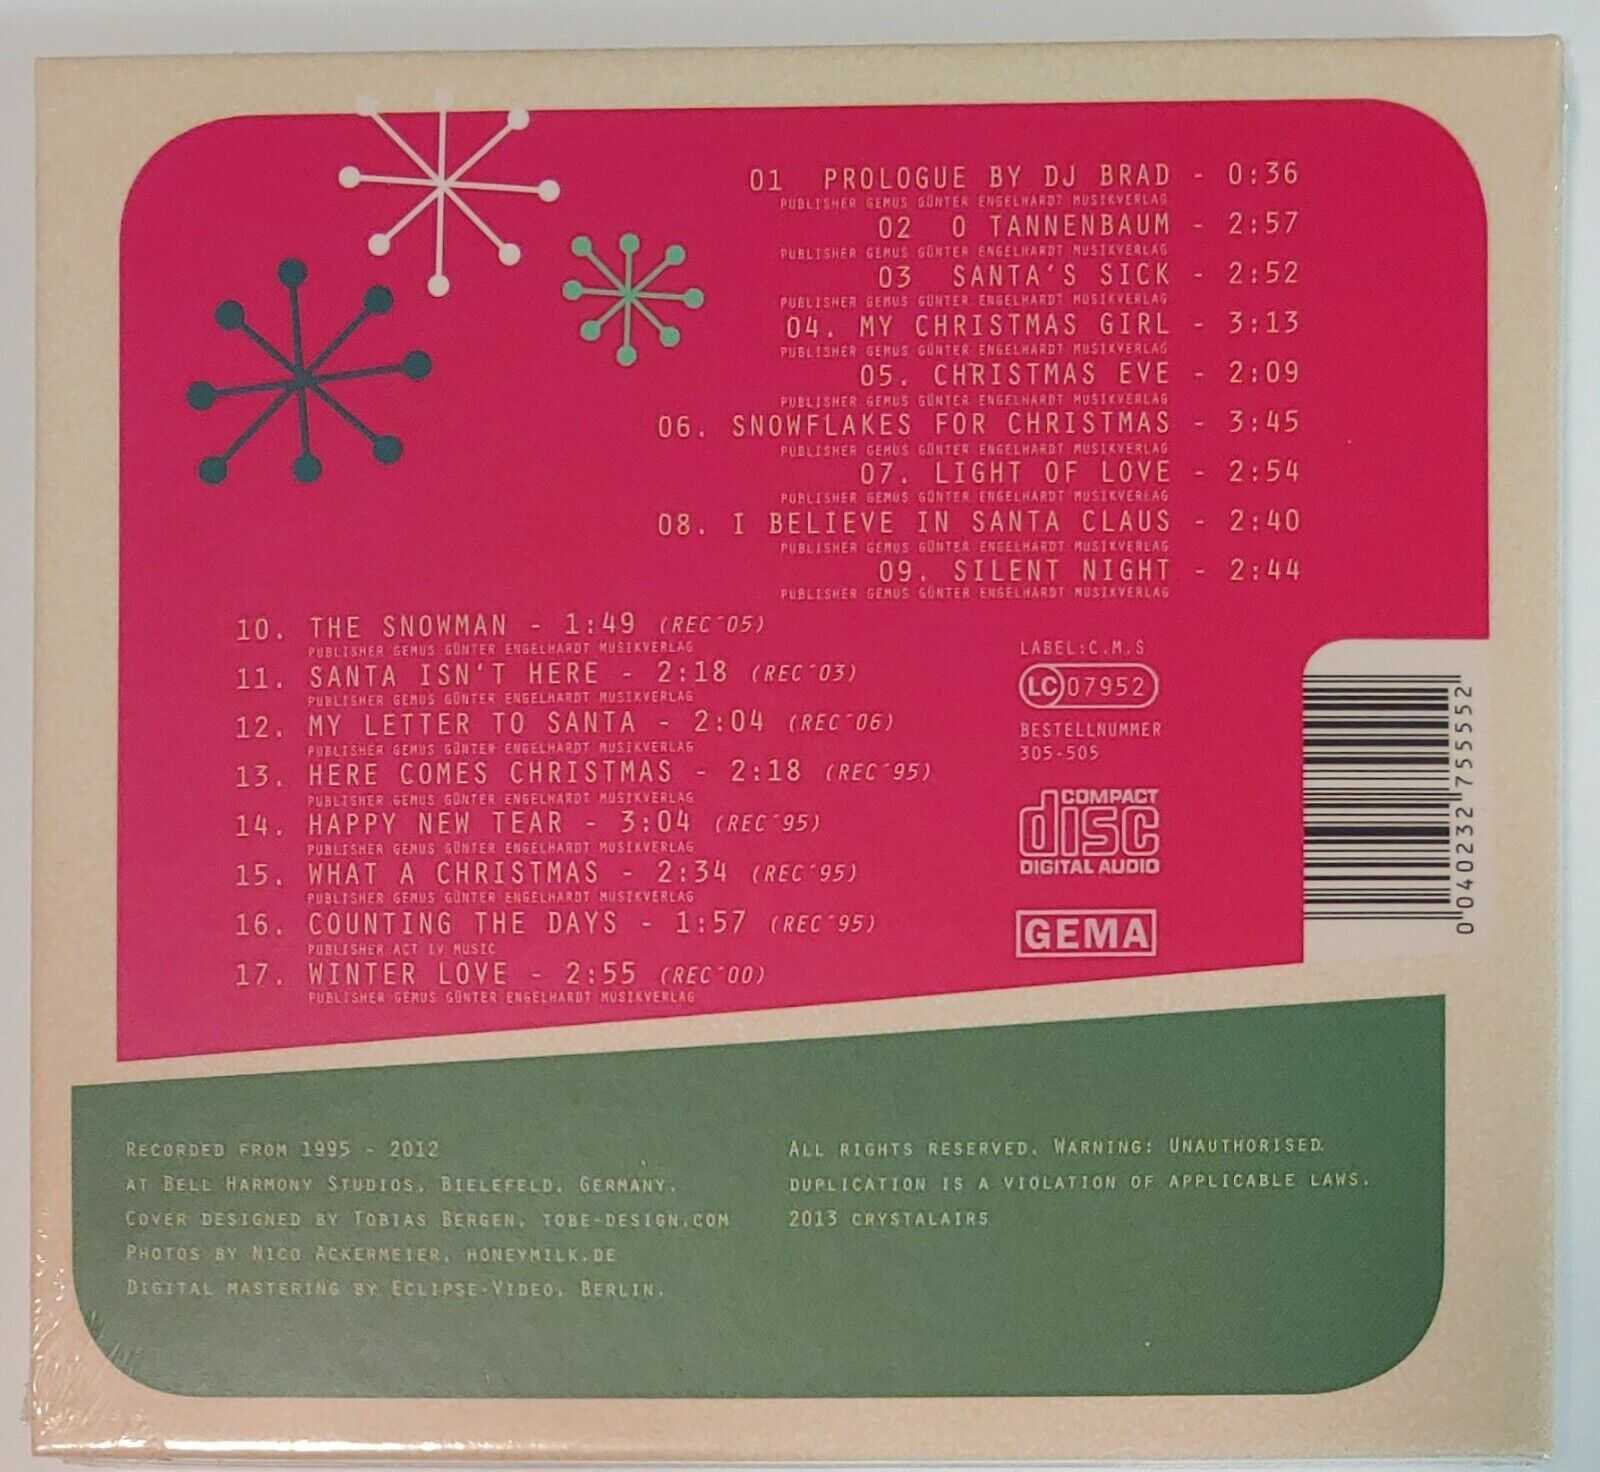 01 PROLOGUE BY DJ BRAD - 0:36
PUBLISHER GEMUS GÜNTER ENGELHARDT MUSIKVERLAG
02 O TANNENBAUM - 2:57
PUBLISHER GEMUS GÜNTER ENGELHARDT MUSIKVERLAG
03 SANTA'S SICK - 2:52
PUBLISHER GEMUS GÜNTER ENGELHARDT MUSIKVERLAG
04. MY CHRISTMAS GIRL - 3:13
PUBLISHER GEMUS GÜNTER ENGELHARDT MUSIKVERLAG
05. CHRISTMAS EVE - 2:09
PUBLISHER GEMUS GÜNTER ENGELHARDT MUSIKVERLAG
06. SNOWFLAKES FOR CHRISTMAS - 3:45
PUBLISHER GEMUS GÜNTER ENGELHARDT MUSIKVERLAG
07. LIGHT OF LOVE - 2:54
PUBLISHER GEMUS GÜNTER ENGELHARDT MUSIKVERLAG
08. I BELIEVE IN SANTA CLAUS - 2:40
PUBLISHER GEMUS GÜNTER ENGELHARDT MUSIKVERLAG
09. SILENT NIGHT - 2:44
PUBLISHER GEMUS GÜNTER ENGELHARDT MUSIKVERLAG
10. THE SNOWMAN - 1:49 (REC´05)
PUBLISHER GEMUS GÜNTER ENGELHARDT MUSIKVERLAG
11. SANTA ISN'T HERE - 2:18 (REC´03)
PUBLISHER GEMUS GÜNTER ENGELHARDT MUSIKVERLAG
12. MY LETTER TO SANTA - 2:04 (REC´06)
PUBLISHER GEMUS GÜNTER ENGELHARDT MUSIKVERLAG
13. HERE COMES CHRISTMAS - 2:18 (REC´95)
PUBLISHER GEMUS GÜNTER ENGELHARDT MUSIKVERLAG
14. HAPPY NEW TEAR - 3:04 (REC´95)
PUBLISHER GEMUS GÜNTER ENGELHARDT MUSIKVERLAG
15. WHAT A CHRISTMAS - 2:34 (REC´95)
PUBLISHER GEMUS GÜNTER ENGELHARDT MUSIKVERLAG
16. COUNTING THE DAYS - 1:57 (REC´95)
PUBLISHER ACT IV MUSIC
17. WINTER LOVE - 2:55 (REC´00)
PUBLISHER GEMUS GÜNTER ENGELHARDT MUSIKVERLAG
LABEL:C.M.S
LC 07952
BESTELLNUMMER
305-505
COMPACT
disc
DIGITAL AUDIO
GEMA
0 040232 755552
RECORDED FROM 1995 - 2012
AT BELL HARMONY STUDIOS, BIELEFELD, GERMANY.
COVER DESIGNED BY TOBIAS BERGEN, TOBE-DESIGN.COM
PHOTOS BY NICO ACKERMEIER, HONEYMILK.DE
DIGITAL MASTERING BY ECLIPSE-VIDEO, BERLIN.
ALL RIGHTS RESERVED. WARNING: UNAUTHORISED
DUPLICATION IS A VIOLATION OF APPLICABLE LAWS.
2013 CRYSTALAIRS